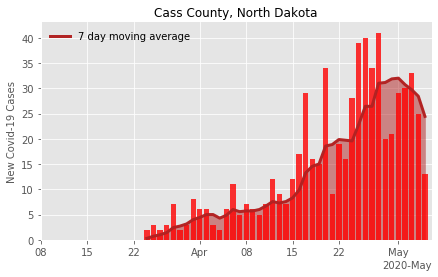 Cass County, North Dakota
7 day moving average
New Covid-19 Cases
40
35
30
25
20
15
10
5
0
08 15 22 Apr 08 15 22 May
2020-May